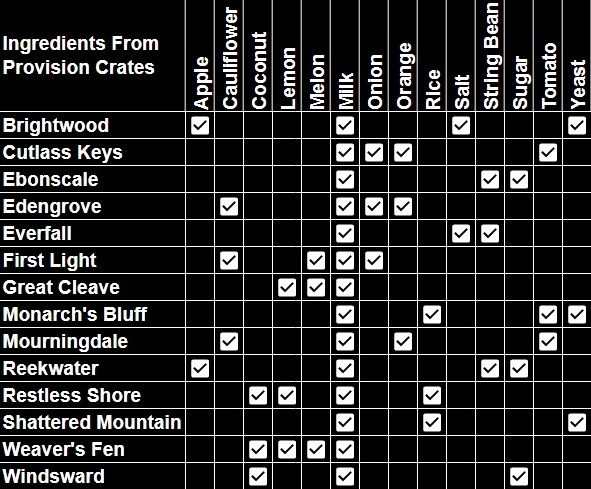 Ingredients From
Provision Crates
Apple
Cauliflower
Coconut
Lemon
Melon
Milk
Onion
Orange
Rice
Salt
String Bean
Sugar
Tomato
Yeast
Brightwood
Cutlass Keys
Ebonscale
Edengrove
Everfall
First Light
Great Cleave
Monarch's Bluff
Mourningdale
Reekwater
Restless Shore
Shattered Mountain
Weaver's Fen
Windsward